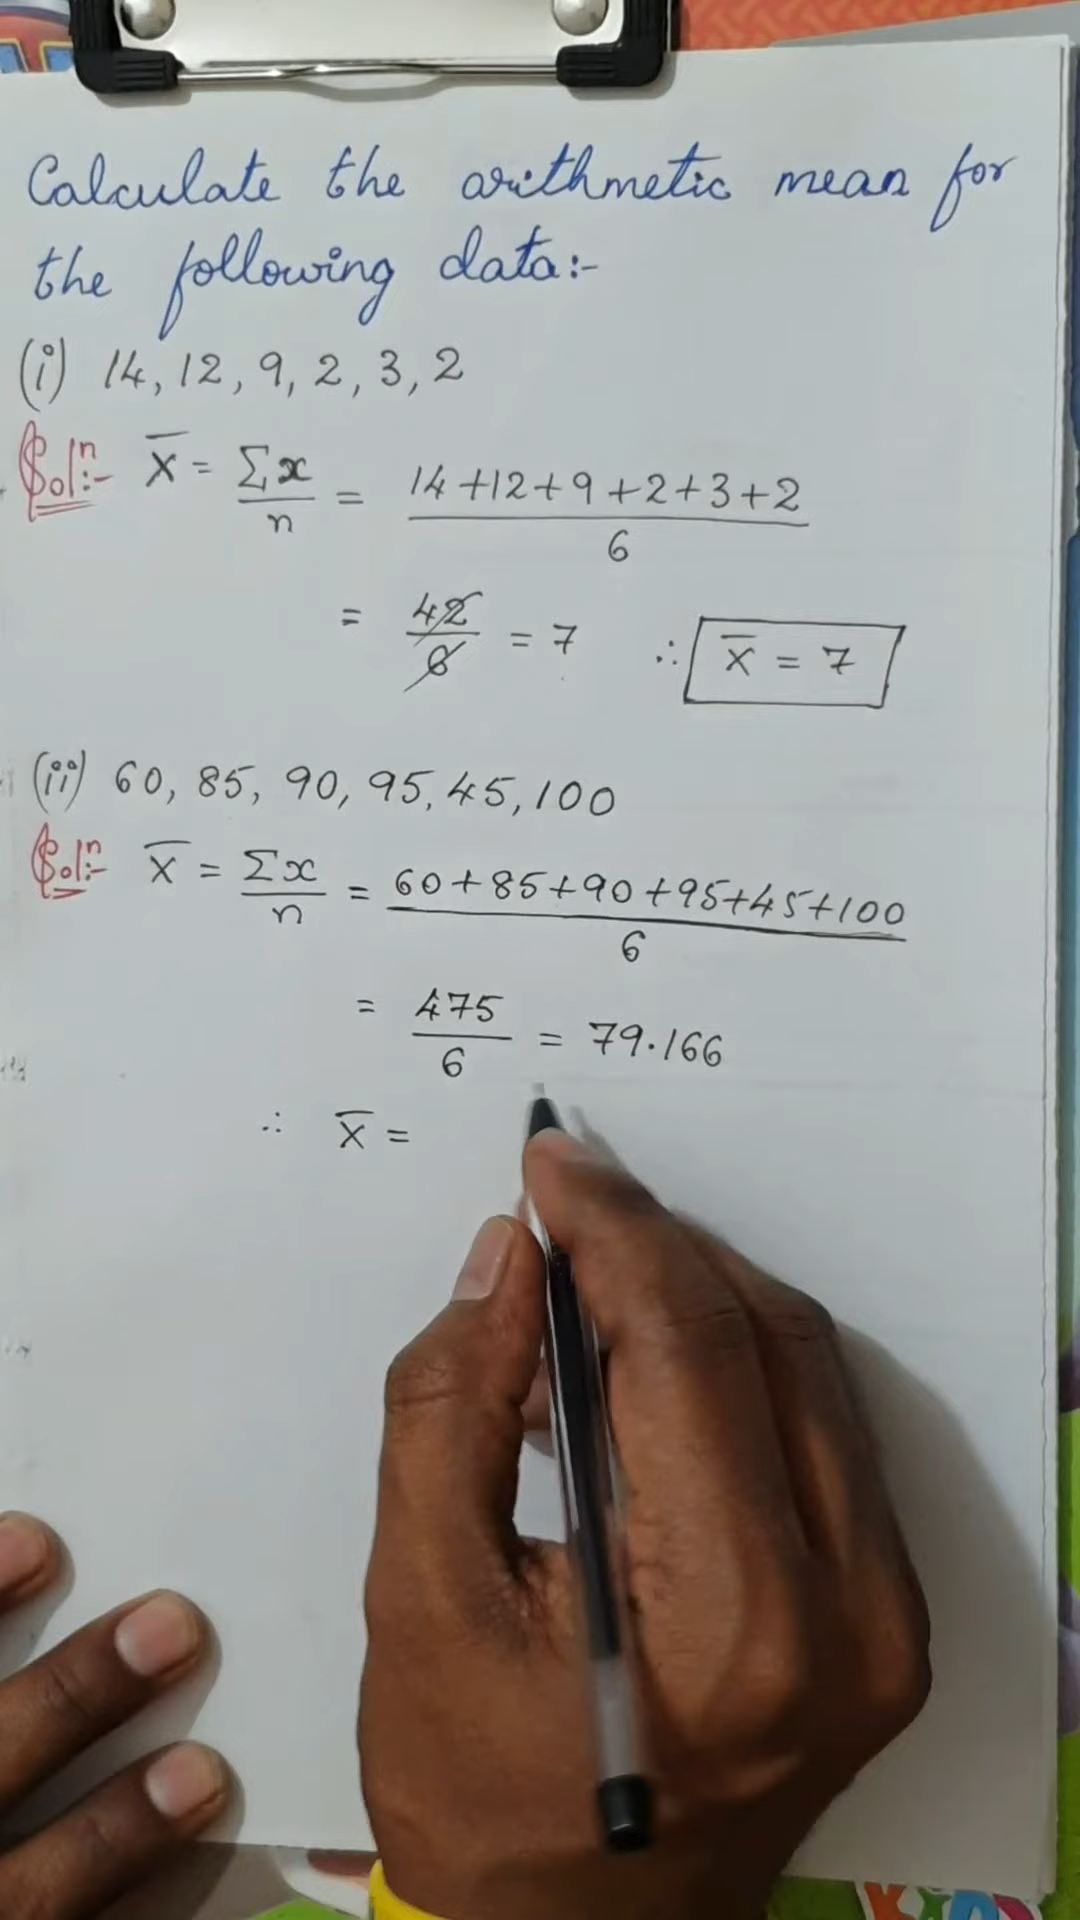 Calculate the arithmetic mean for
the following data:-
(i) 14, 12, 9, 2, 3, 2
Solⁿ:- X̄ = Σx/n = 14+12+9+2+3+2/6
= 42/6 = 7 ∴ X̄ = 7
(ii) 60, 85, 90, 95, 45, 100
Solⁿ:- X̄ = Σx/n = 60+85+90+95+45+100/6
= 475/6 = 79.166
∴ X̄ =